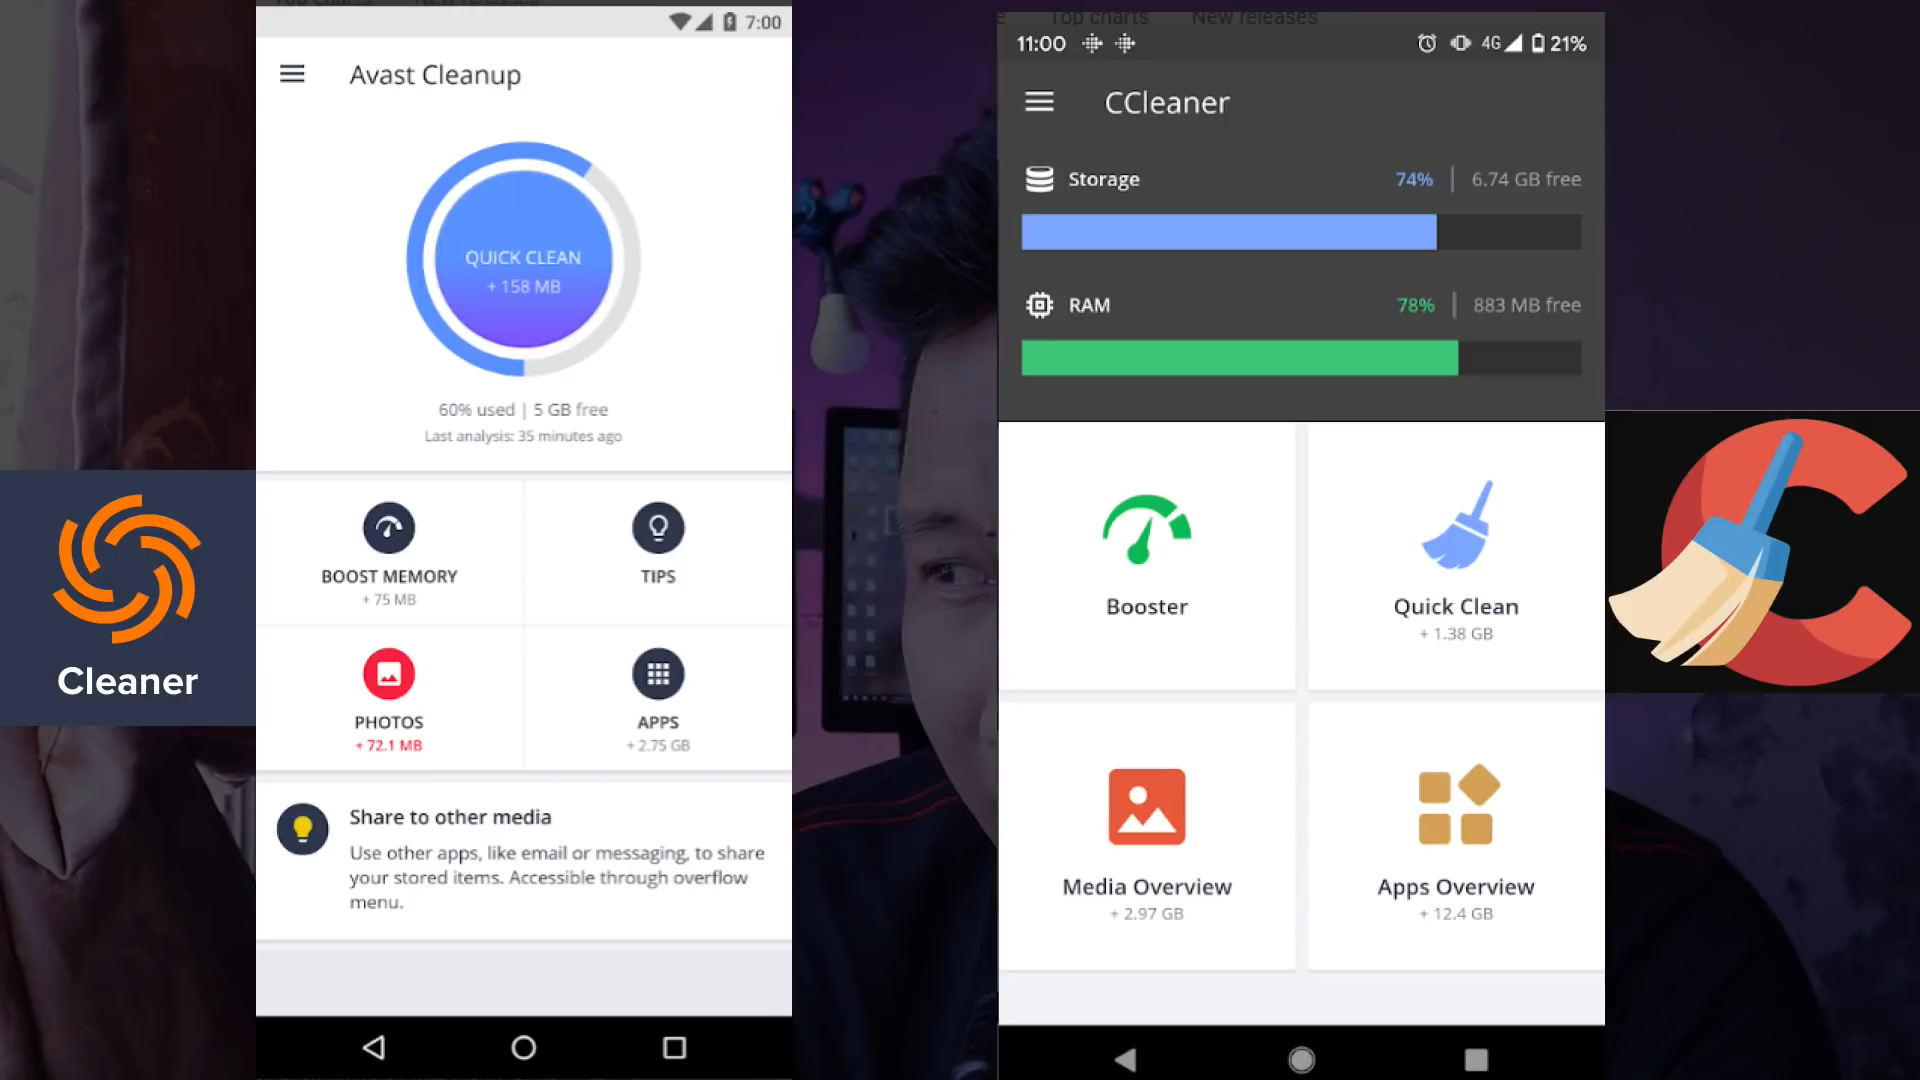 Top charts New releases
7:00
Avast Cleanup
QUICK CLEAN
+ 158 MB
60% used | 5 GB free
Last analysis: 35 minutes ago
BOOST MEMORY
+ 75 MB
TIPS
PHOTOS
+ 72.1 MB
APPS
+ 2.75 GB
Share to other media
Use other apps, like email or messaging, to share
your stored items. Accessible through overflow
menu.
Cleaner
Top charts New releases
11:00 4G 21%
CCleaner
Storage 74% | 6.74 GB free
RAM 78% | 883 MB free
Booster
Quick Clean
+ 1.38 GB
Media Overview
+ 2.97 GB
Apps Overview
+ 12.4 GB